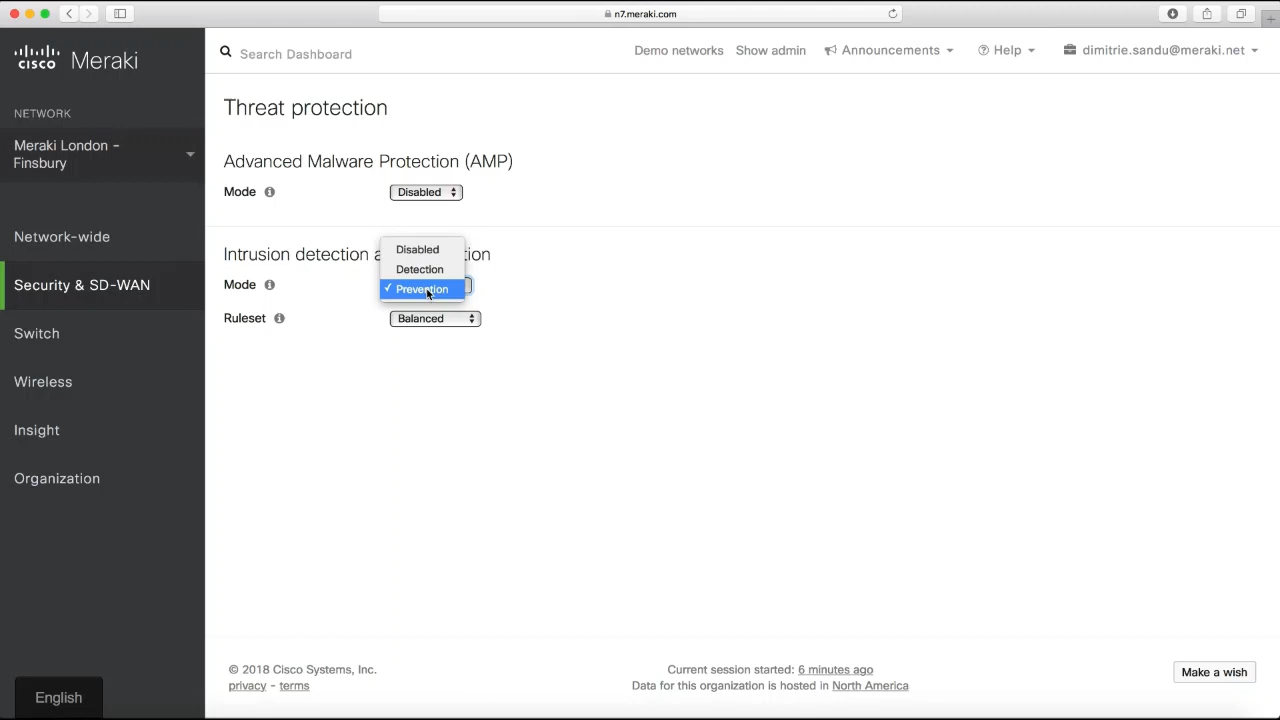 n7.meraki.com
cisco Meraki
Search Dashboard
Demo networks
Show admin
Announcements
Help
dimitrie.sandu@meraki.net
NETWORK
Meraki London -
Finsbury
Network-wide
Security & SD-WAN
Switch
Wireless
Insight
Organization
English
Threat protection
Advanced Malware Protection (AMP)
Mode
Disabled
Intrusion detection a
ion
Disabled
Detection
✓ Prevention
Mode
Ruleset
Balanced
© 2018 Cisco Systems, Inc.
privacy - terms
Current session started: 6 minutes ago
Data for this organization is hosted in North America
Make a wish